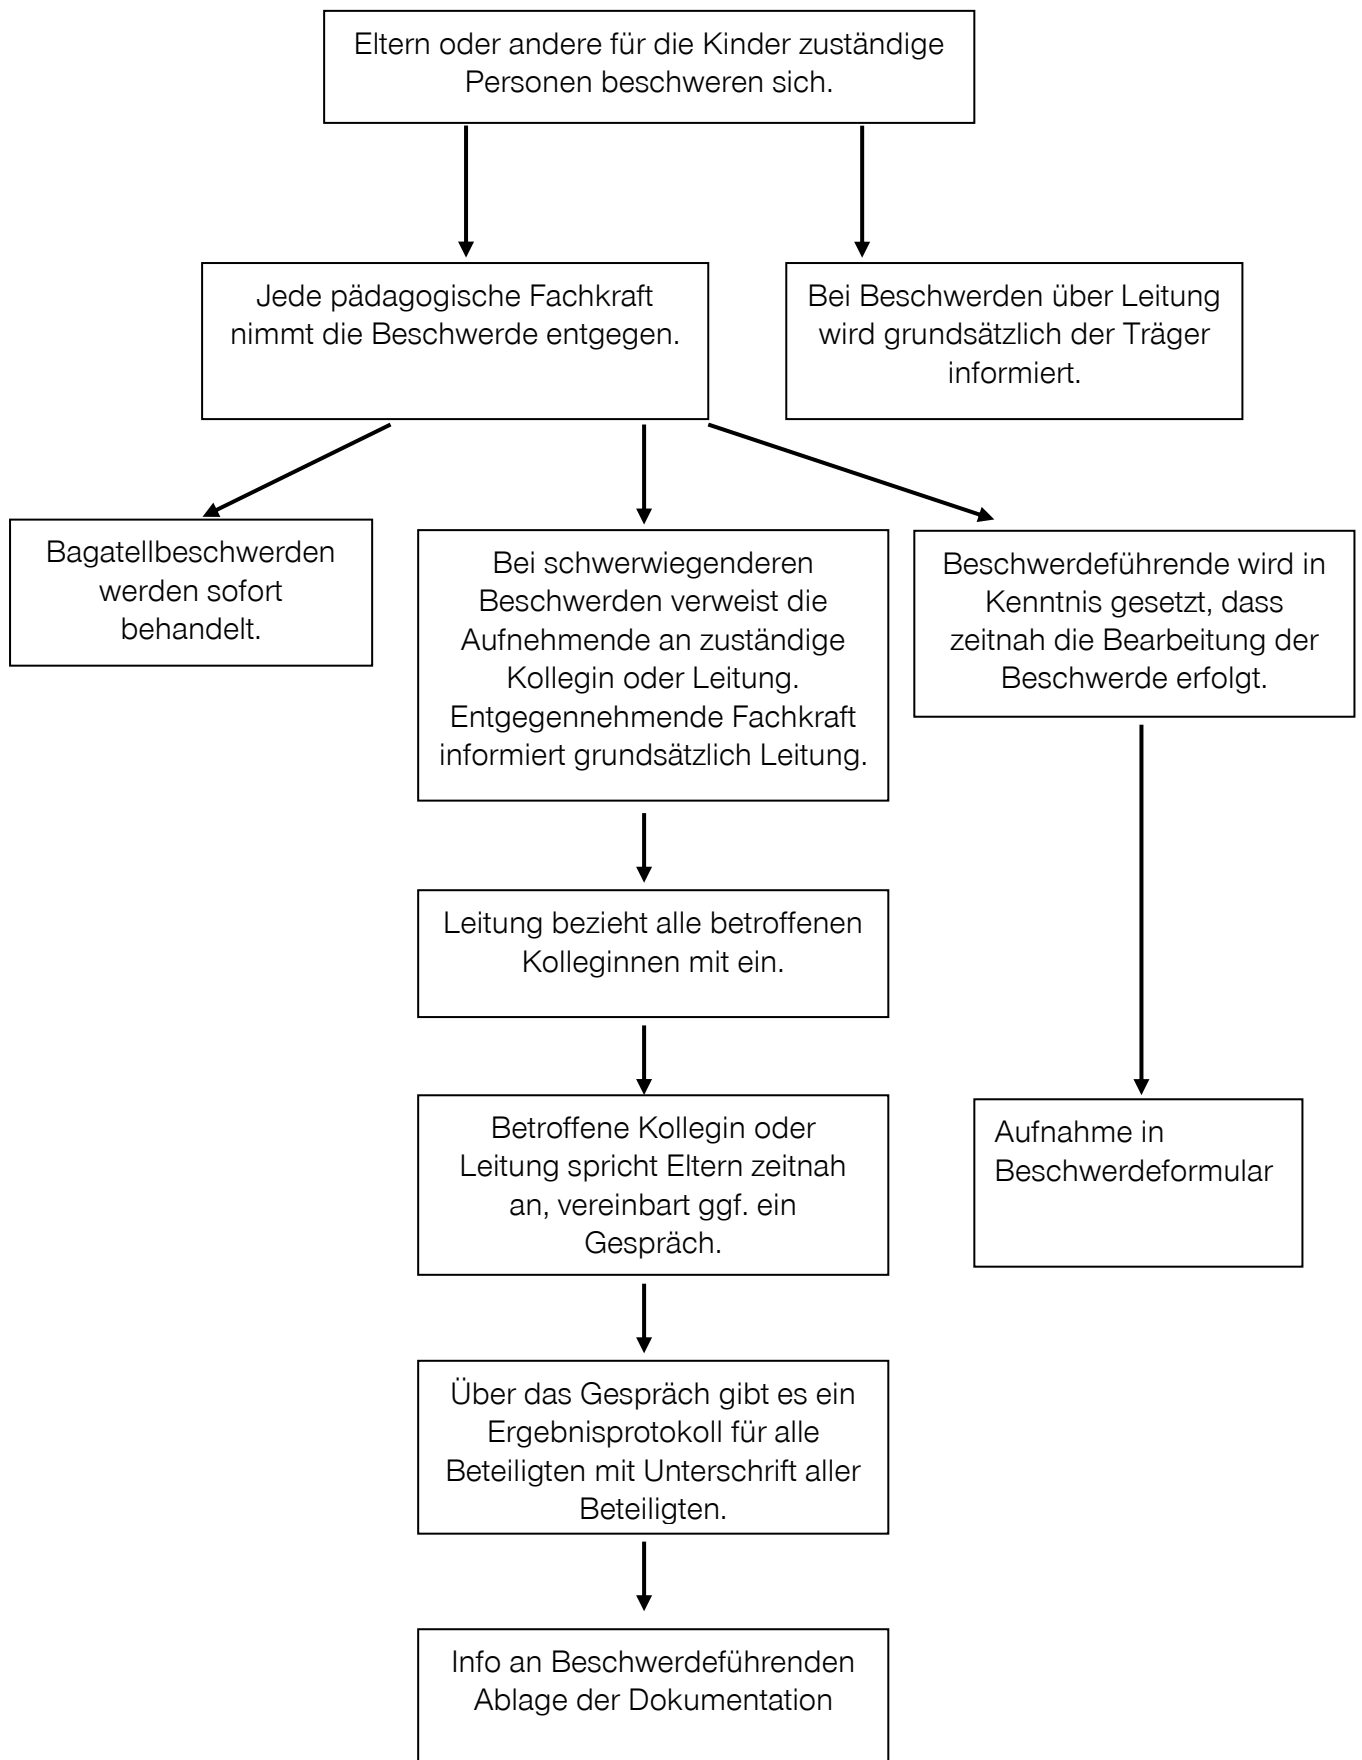 Eltern oder andere für die Kinder zuständige
Personen beschweren sich.
Jede pädagogische Fachkraft
nimmt die Beschwerde entgegen.
Bei Beschwerden über Leitung
wird grundsätzlich der Träger
informiert.
Bagatellbeschwerden
werden sofort
behandelt.
Bei schwerwiegenderen
Beschwerden verweist die
Aufnehmende an zuständige
Kollegin oder Leitung.
Entgegennehmende Fachkraft
informiert grundsätzlich Leitung.
Beschwerdeführende wird in
Kenntnis gesetzt, dass
zeitnah die Bearbeitung der
Beschwerde erfolgt.
Leitung bezieht alle betroffenen
Kolleginnen mit ein.
Betroffene Kollegin oder
Leitung spricht Eltern zeitnah
an, vereinbart ggf. ein
Gespräch.
Aufnahme in
Beschwerdeformular
Über das Gespräch gibt es ein
Ergebnisprotokoll für alle
Beteiligten mit Unterschrift aller
Beteiligten.
Info an Beschwerdeführenden
Ablage der Dokumentation